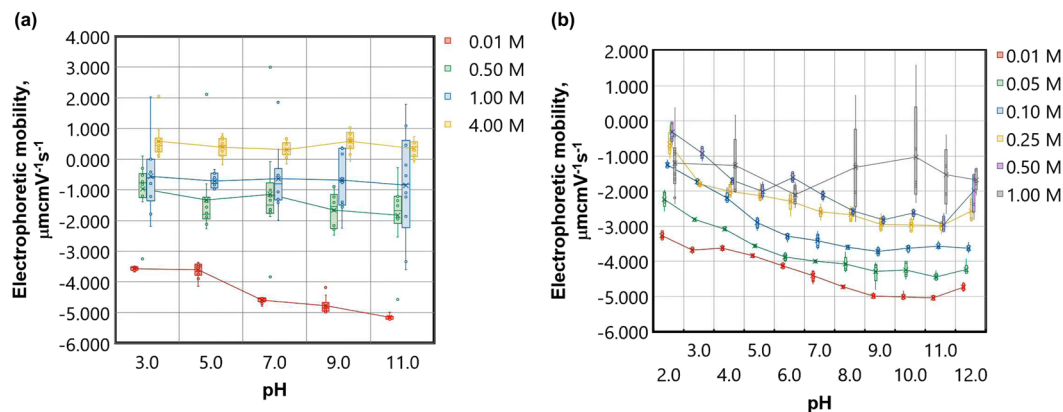 (a)
Electrophoretic mobility,
μmcmV-1s-1
4.000
3.000
2.000
1.000
0.000
-1.000
-2.000
-3.000
-4.000
-5.000
-6.000
3.0 5.0 7.0 9.0 11.0
pH
0.01 M
0.50 M
1.00 M
4.00 M
(b)
Electrophoretic mobility,
μmcmV-1s-1
2.000
1.000
0.000
-1.000
-2.000
-3.000
-4.000
-5.000
-6.000
3.0 5.0 7.0 9.0 11.0
2.0 4.0 6.0 8.0 10.0 12.0
pH
0.01 M
0.05 M
0.10 M
0.25 M
0.50 M
1.00 M